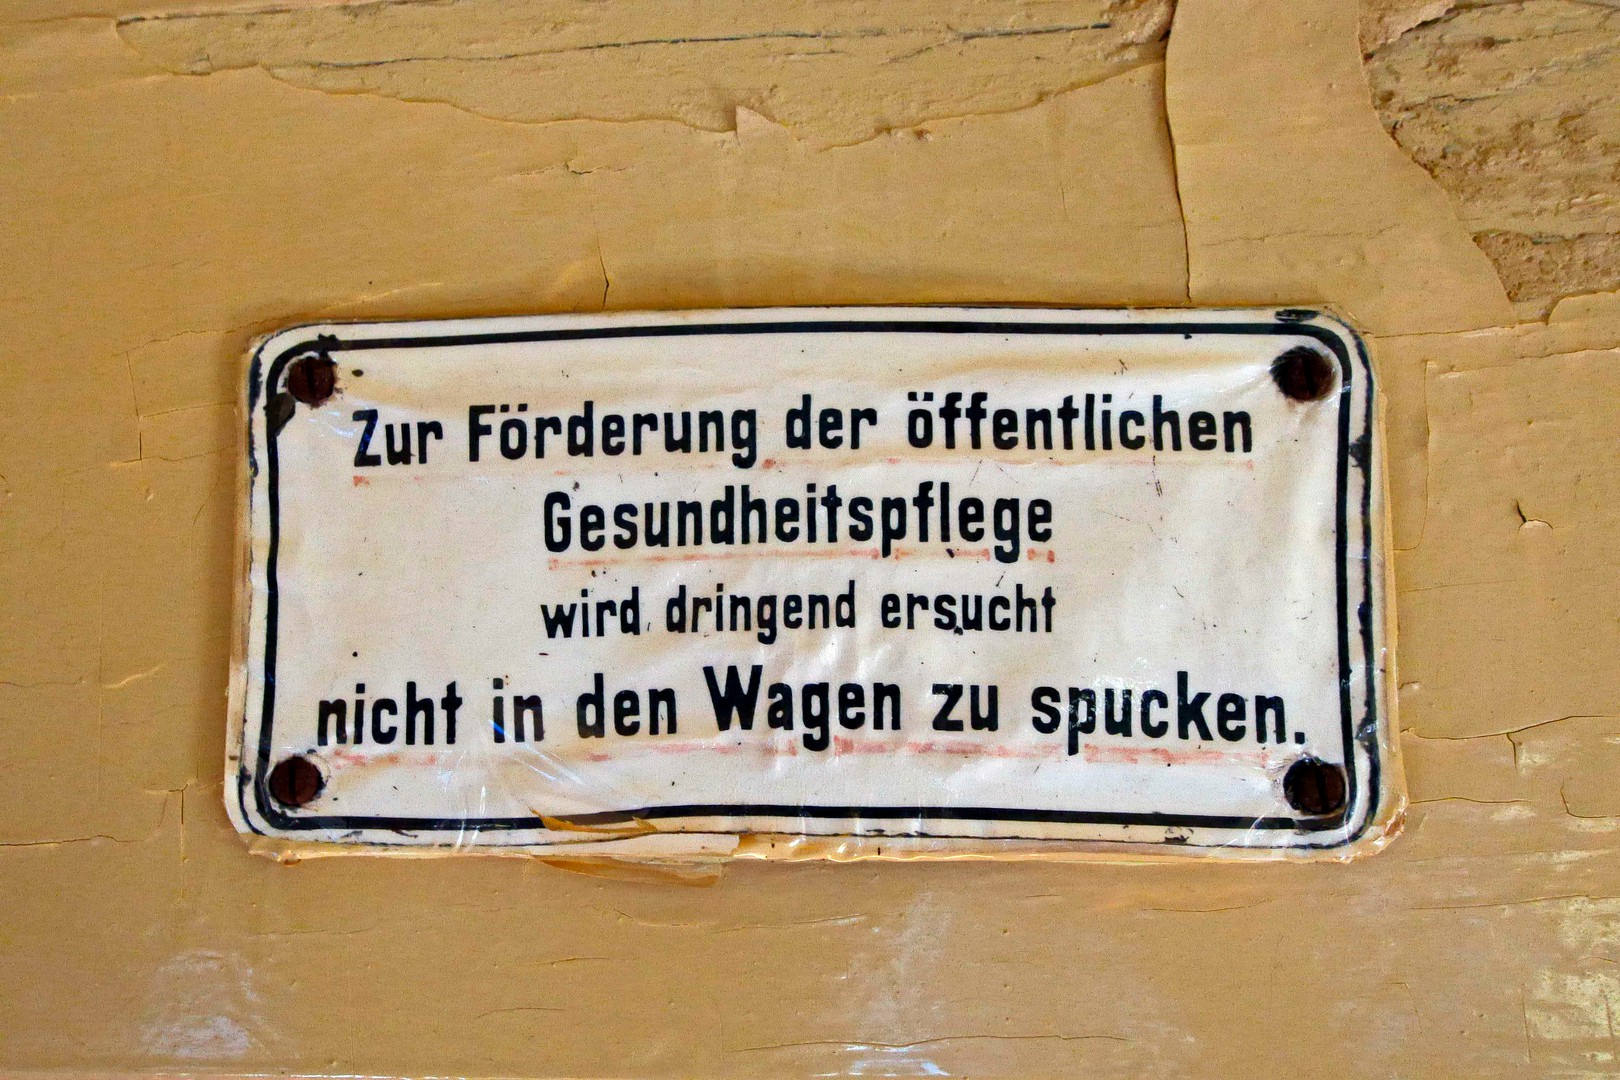 Zur Förderung der öffentlichen
Gesundheitspflege
wird dringend ersucht
nicht in den Wagen zu spucken.